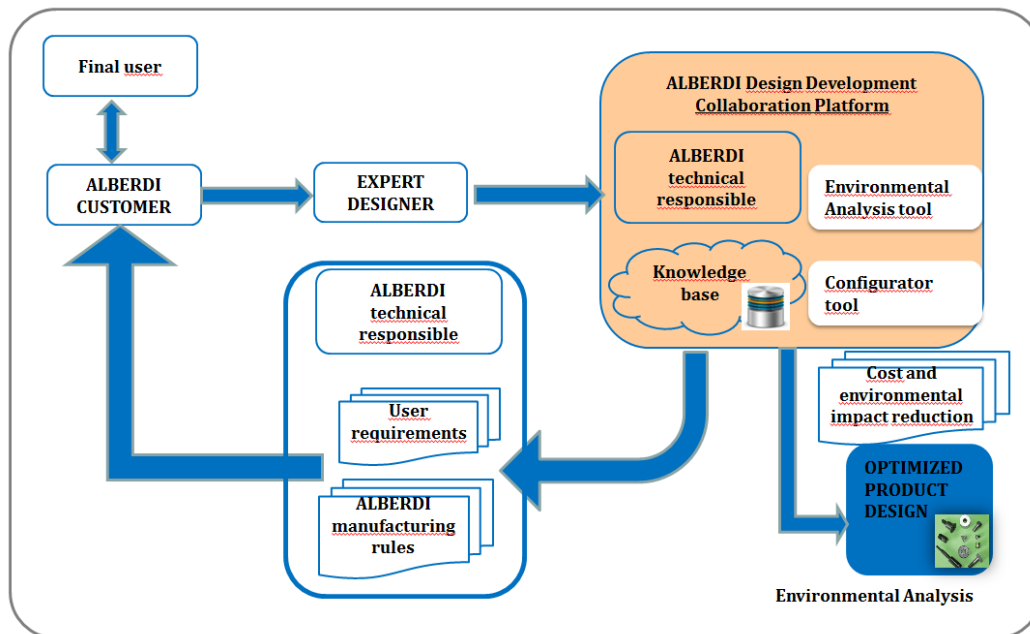 Final user
ALBERDI
CUSTOMER
EXPERT
DESIGNER
ALBERDI Design Development
Collaboration Platform
ALBERDI
technical
responsible
Environmental
Analysis tool
Knowledge
base
Configurator
tool
ALBERDI
technical
responsible
User
requirements
ALBERDI
manufacturing
rules
Cost and
environmental
impact reduction
OPTIMIZED
PRODUCT
DESIGN
Environmental Analysis